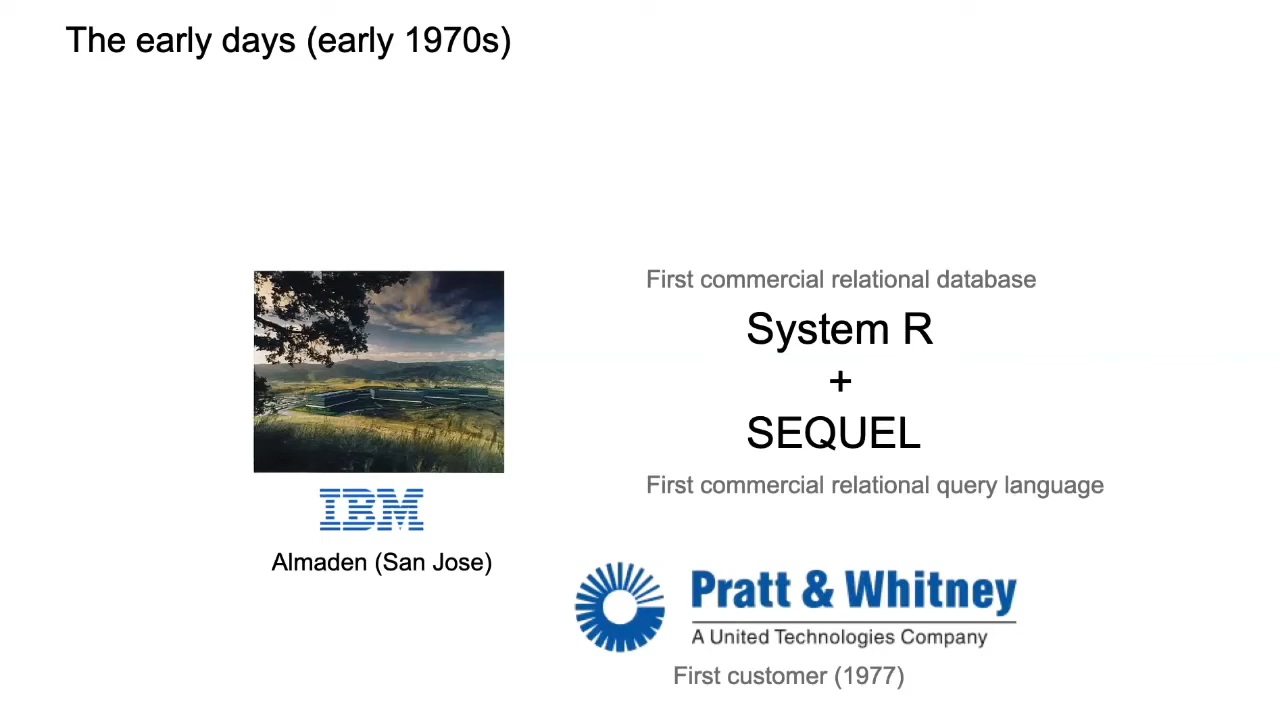 The early days (early 1970s)
First commercial relational database
System R
+
SEQUEL
First commercial relational query language
IBM
Almaden (San Jose)
Pratt & Whitney
A United Technologies Company
First customer (1977)